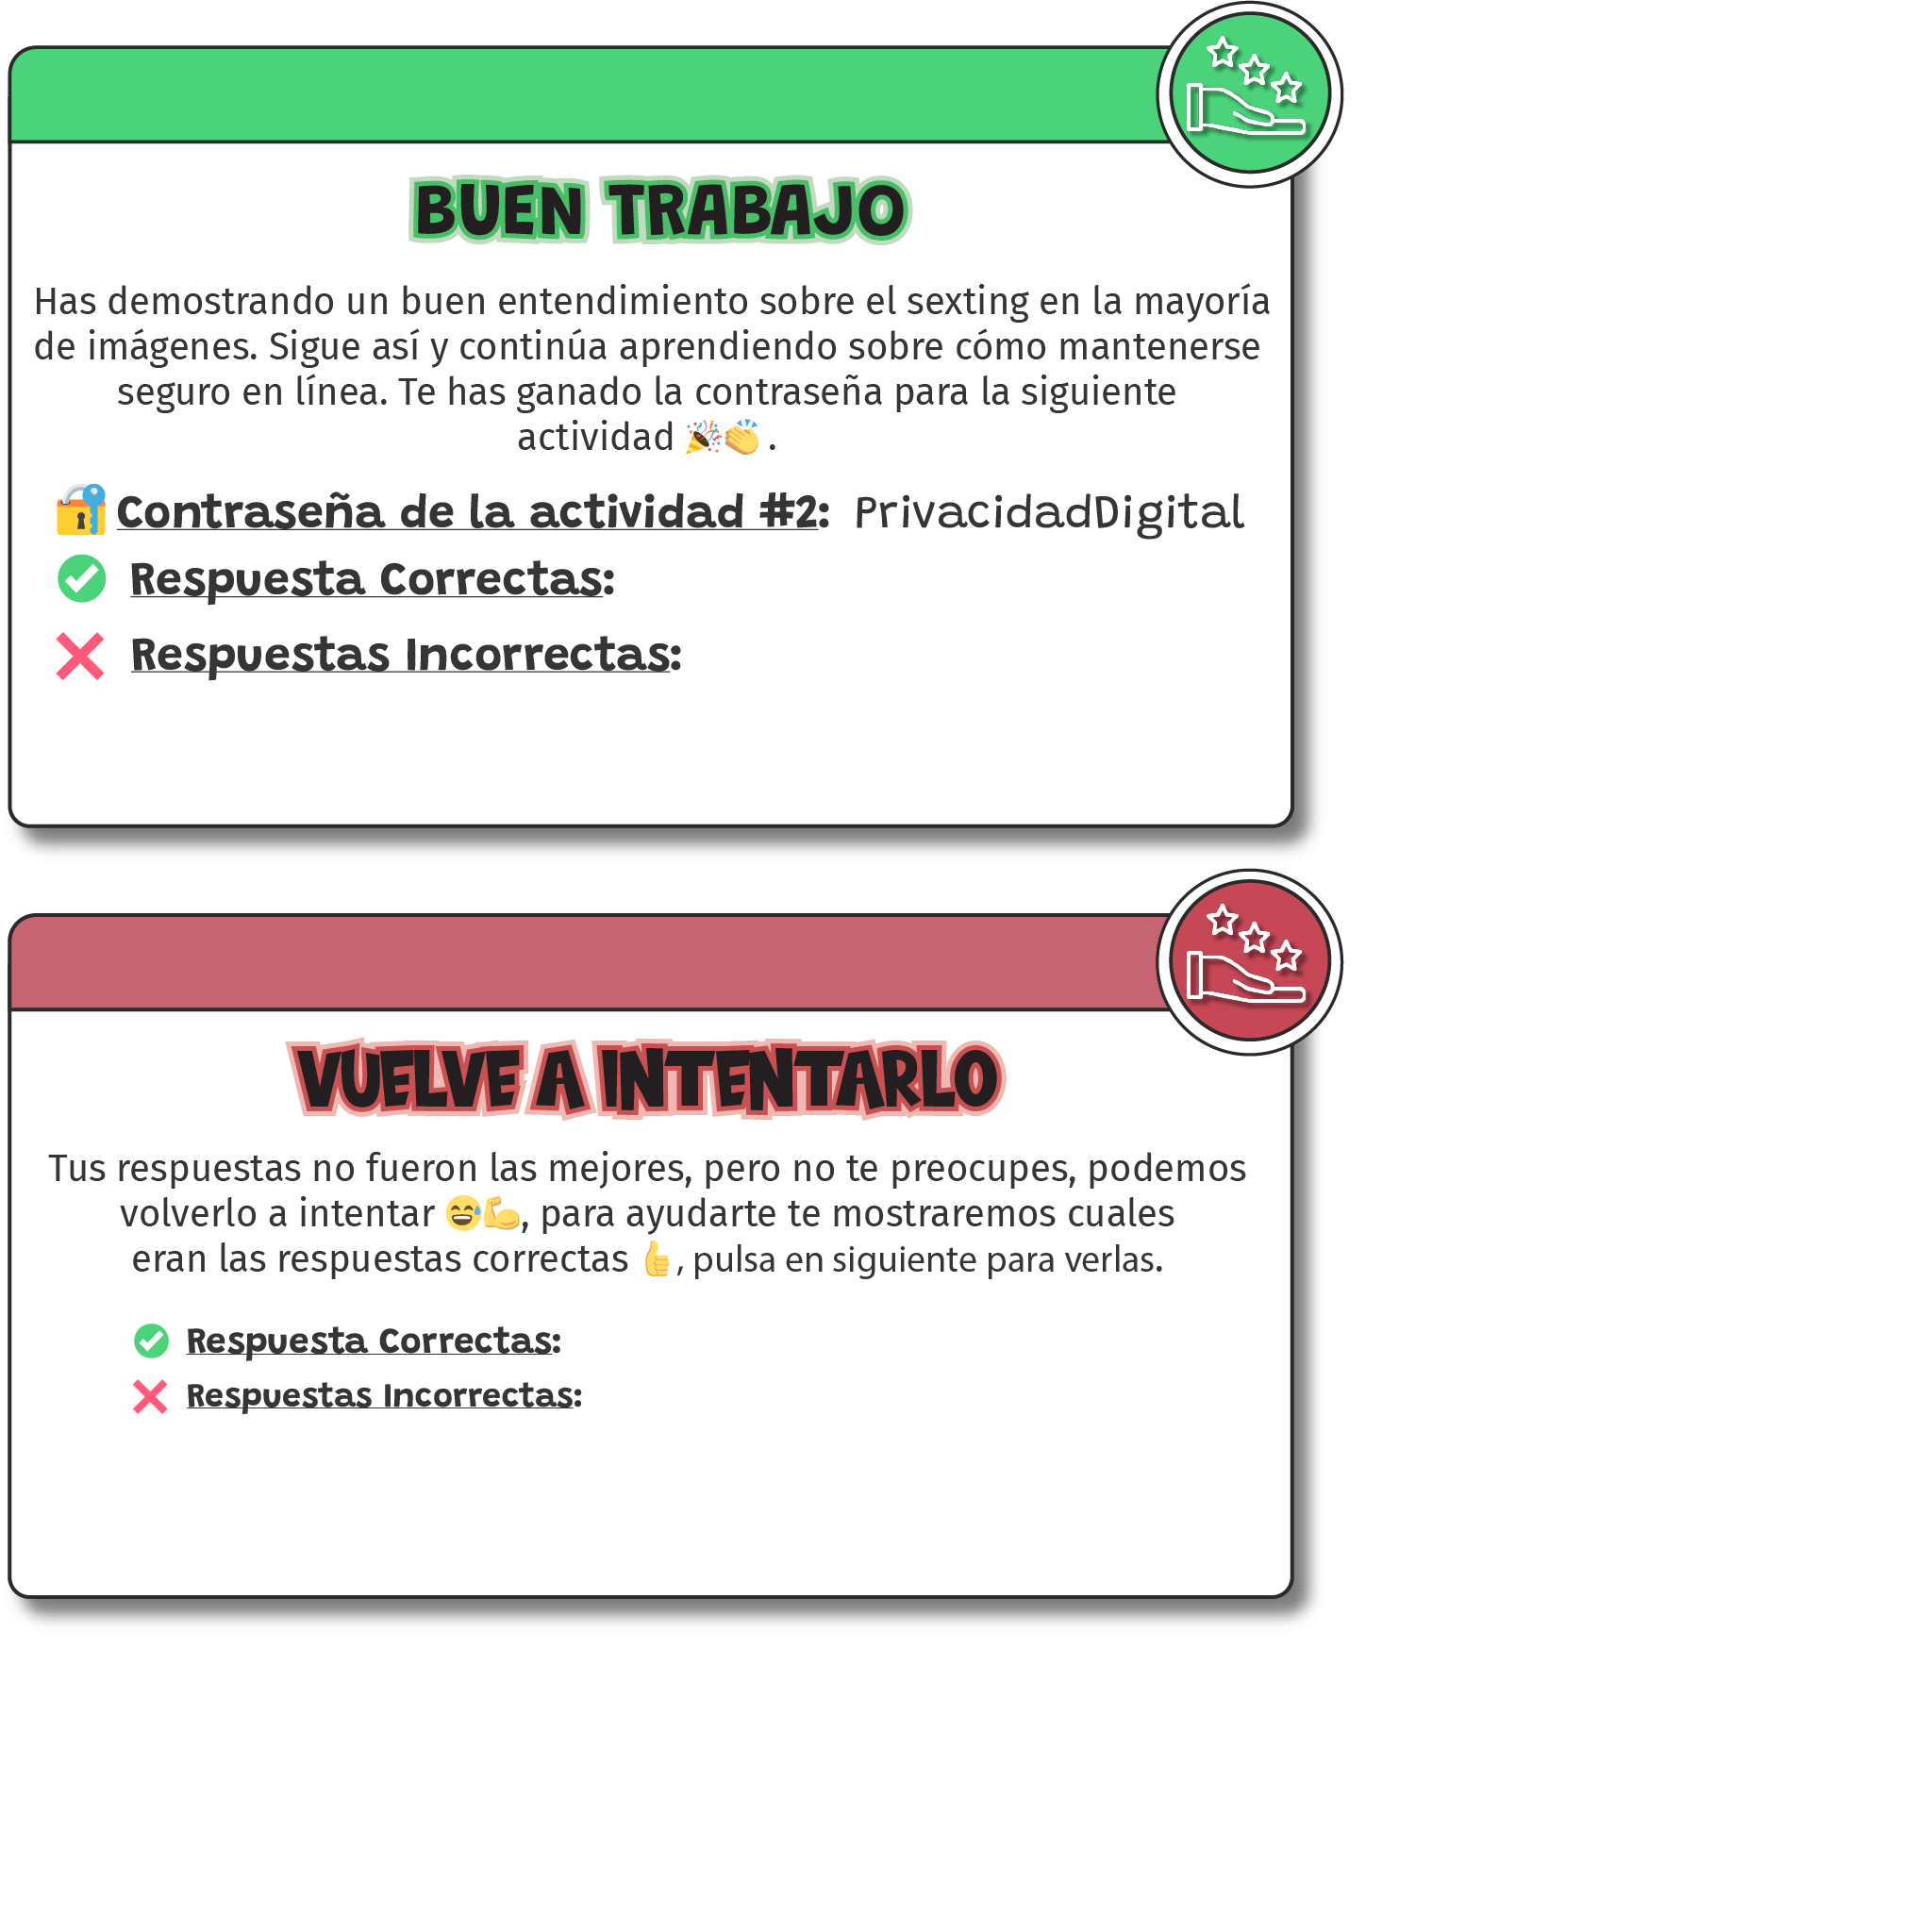 BUEN TRABAJO
Has demostrando un buen entendimiento sobre el sexting en la mayoría
de imágenes. Sigue así y continúa aprendiendo sobre cómo mantenerse
seguro en línea. Te has ganado la contraseña para la siguiente
actividad 🎉👏 .
🔐 Contraseña de la actividad #2: PrivacidadDigital
Respuesta Correctas:
Respuestas Incorrectas:
VUELVE A INTENTARLO
Tus respuestas no fueron las mejores, pero no te preocupes, podemos
volverlo a intentar 😅💪, para ayudarte te mostraremos cuales
eran las respuestas correctas 👍, pulsa en siguiente para verlas.
Respuesta Correctas:
Respuestas Incorrectas: